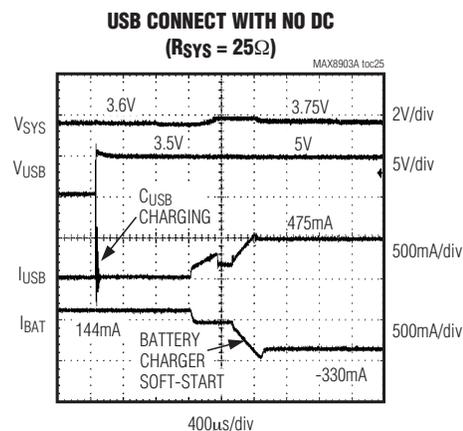 USB CONNECT WITH NO DC
(RSYS = 25Ω)
MAX8903A toc25
3.6V
3.75V
2V/div
VSYS
3.5V
5V
VUSB
5V/div
CUSB
CHARGING
475mA
500mA/div
IUSB
IBAT
144mA
BATTERY
CHARGER
SOFT-START
500mA/div
-330mA
400µs/div